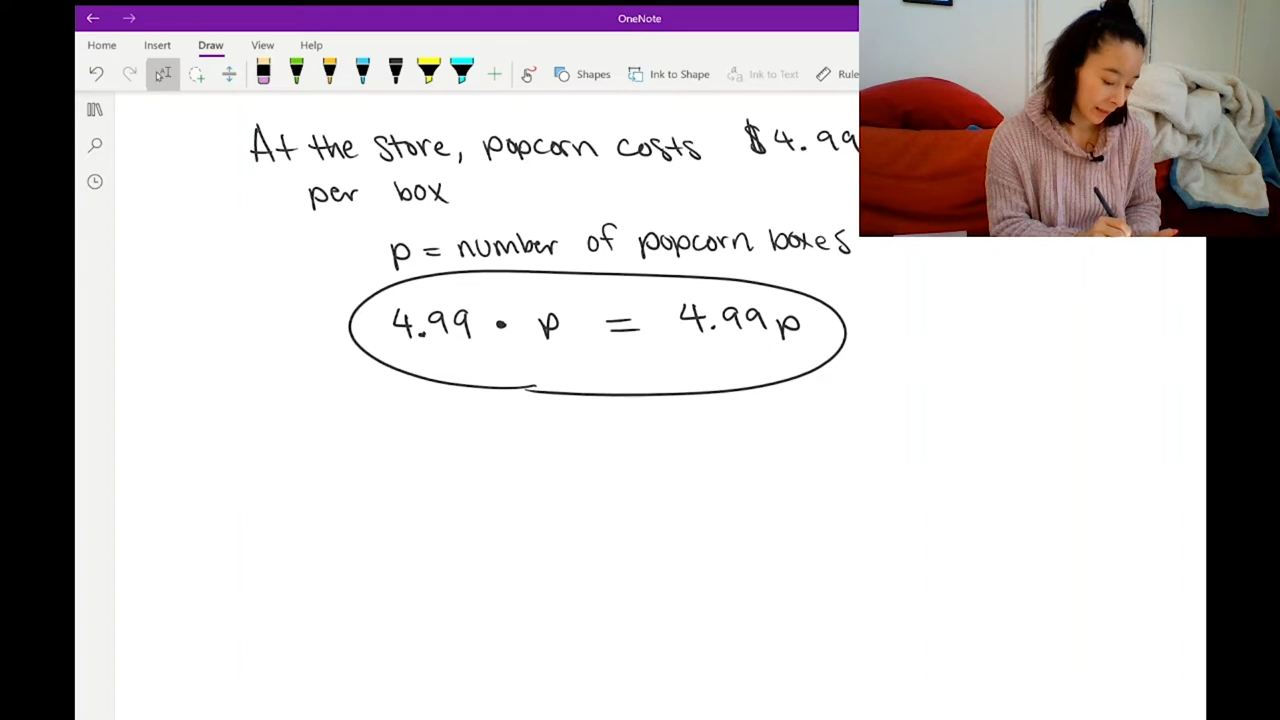 OneNote
Home Insert Draw View Help
Shapes Ink to Shape Ink to Text Rule
At the store, popcorn costs $4.99
per box
p = number of popcorn boxes
4.99 • p = 4.99p